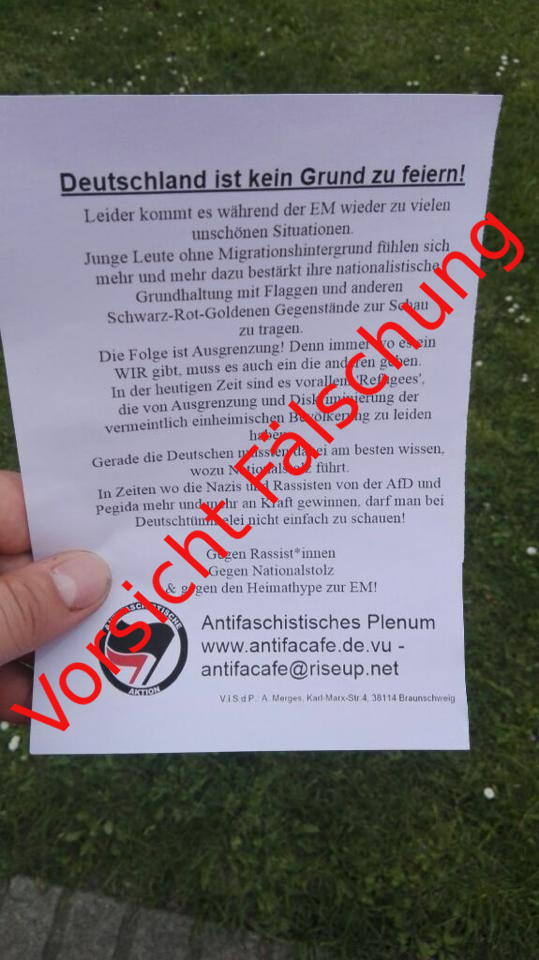 Deutschland ist kein Grund zu feiern!
Leider kommt es während der EM wieder zu vielen
unschönen Situationen.
Junge Leute ohne Migrationshintergrund fühlen sich
mehr und mehr dazu bestärkt ihre nationalistische
Grundhaltung mit Flaggen und anderen
Schwarz-Rot-Goldenen Gegenstände zur Schau
zu tragen.
Die Folge ist Ausgrenzung! Denn immer wo es ein
WIR gibt, muss es auch ein die anderen geben.
In der heutigen Zeit sind es vorallem 'Refugees',
die von Ausgrenzung und Diskriminierung der
vermeintlich einheimischen Bevölkerung zu leiden
haben.
Gerade die Deutschen müssten dabei am besten wissen,
wozu Nationalstolz führt.
In Zeiten wo die Nazis und Rassisten von der AfD und
Pegida mehr und mehr an Kraft gewinnen, darf man bei
Deutschtümmelei nicht einfach zu schauen!
Gegen Rassist*innen
Gegen Nationalstolz
& gegen den Heimathype zur EM!
ANTIFASCHISTISCHE
AKTION
Antifaschistisches Plenum
www.antifacafe.de.vu -
antifacafe@riseup.net
V.i.S.d.P.: A. Merges, Karl-Marx-Str.4, 38114 Braunschweig
Vorsicht Fälschung